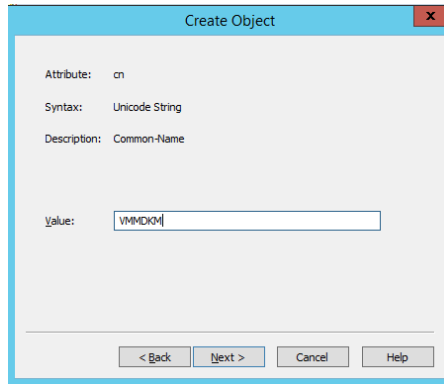 Create Object
x
Attribute: cn
Syntax: Unicode String
Description: Common-Name
Value: VMMDKM
< Back Next > Cancel Help